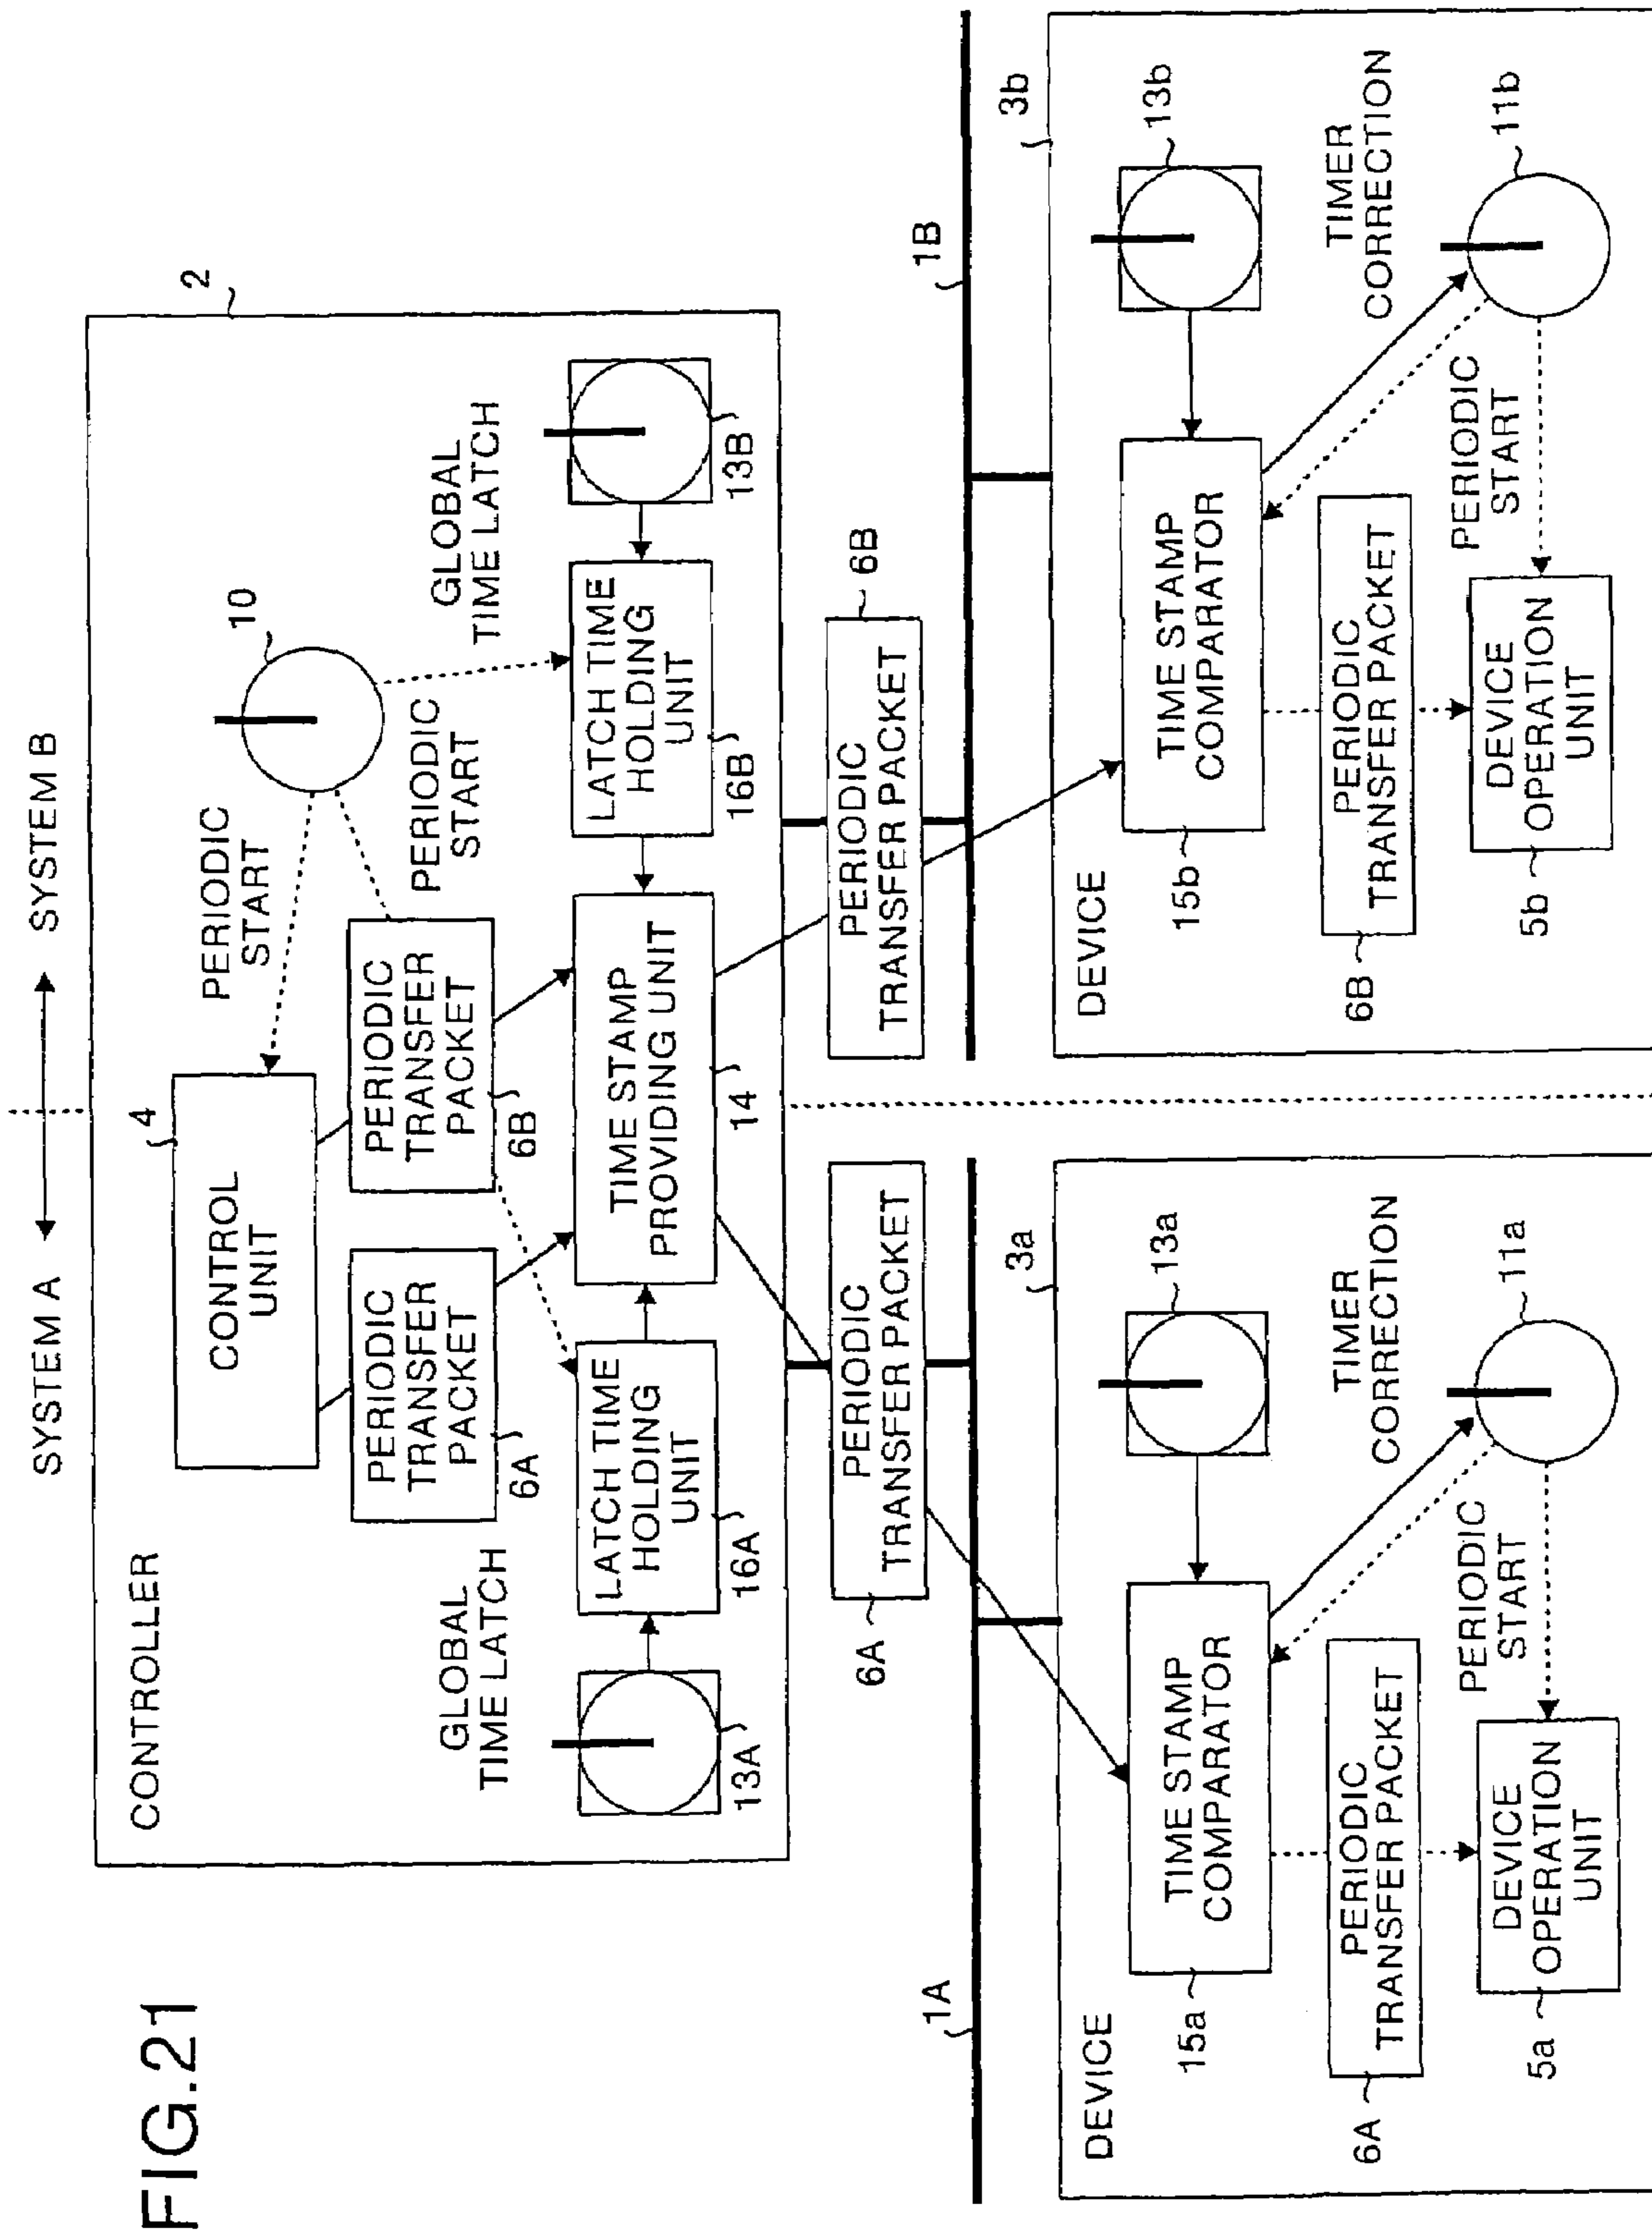 FIG.21
SYSTEM A
SYSTEM B
CONTROLLER
2
4
CONTROL
UNIT
PERIODIC
START
10
PERIODIC
TRANSFER
PACKET
6A
PERIODIC
TRANSFER
PACKET
6B
PERIODIC
START
GLOBAL
TIME LATCH
GLOBAL
TIME LATCH
13A
LATCH TIME
HOLDING
UNIT
16A
TIME STAMP
PROVIDING UNIT
14
LATCH TIME
HOLDING
UNIT
16B
13B
6A
PERIODIC
TRANSFER PACKET
PERIODIC
TRANSFER PACKET
6B
1A
1B
DEVICE
3a
TIME STAMP
COMPARATOR
15a
13a
TIMER
CORRECTION
PERIODIC
TRANSFER PACKET
6A
PERIODIC
START
11a
DEVICE
OPERATION
UNIT
5a
DEVICE
3b
TIME STAMP
COMPARATOR
15b
13b
TIMER
CORRECTION
PERIODIC
TRANSFER PACKET
6B
PERIODIC
START
11b
DEVICE
OPERATION
UNIT
5b